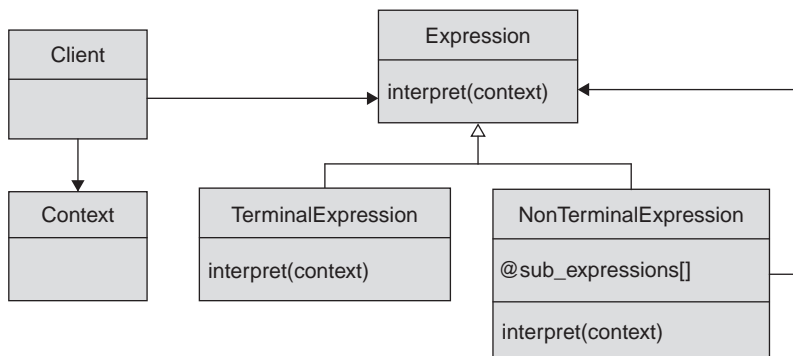 Client
Expression
interpret(context)
Context
TerminalExpression
interpret(context)
NonTerminalExpression
@sub_expressions[]
interpret(context)